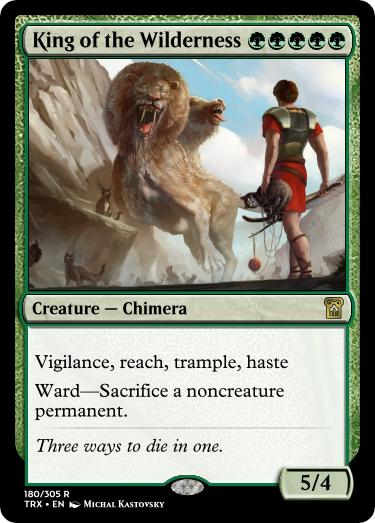 King of the Wilderness
Creature — Chimera
Vigilance, reach, trample, haste
Ward—Sacrifice a noncreature
permanent.
Three ways to die in one.
5/4
180/305 R
TRX • EN Michal Kastovsky